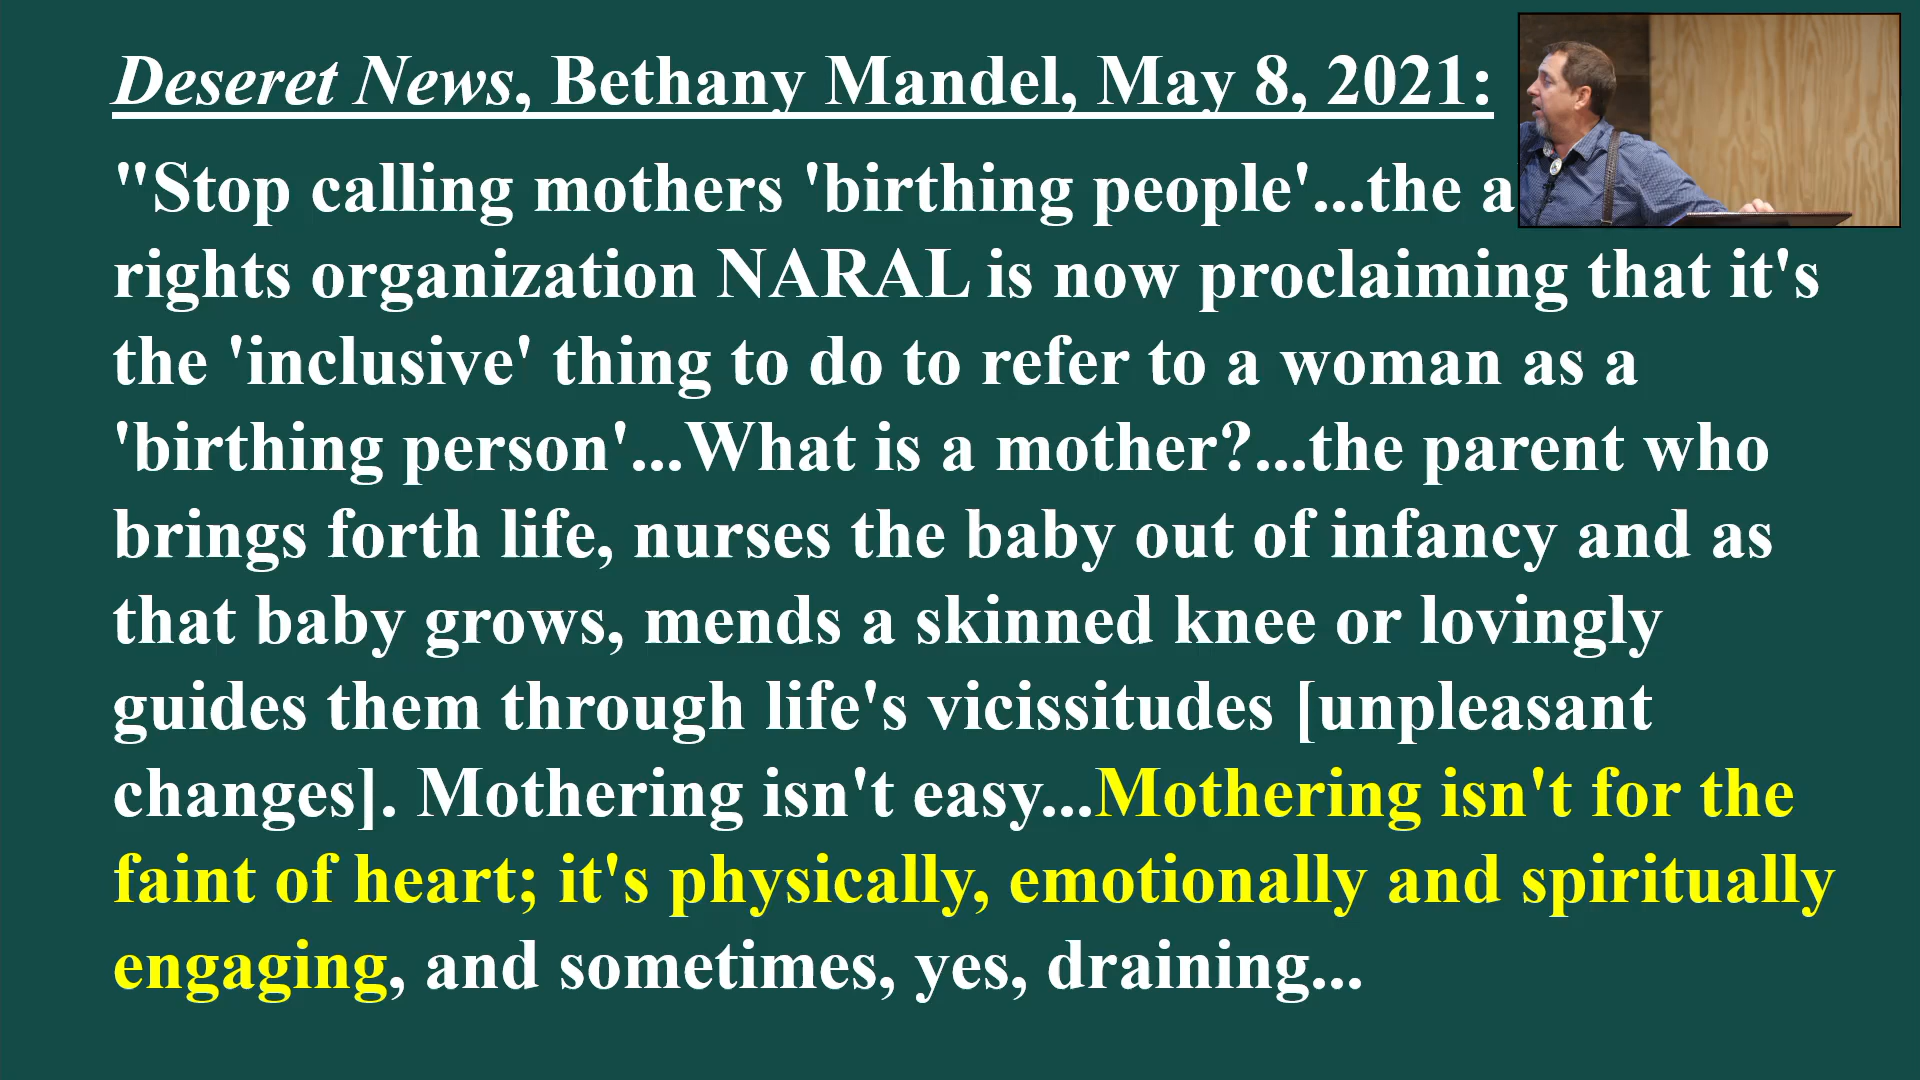 Deseret News, Bethany Mandel, May 8, 2021:
"Stop calling mothers 'birthing people'...the a
rights organization NARAL is now proclaiming that it's
the 'inclusive' thing to do to refer to a woman as a
'birthing person'...What is a mother?...the parent who
brings forth life, nurses the baby out of infancy and as
that baby grows, mends a skinned knee or lovingly
guides them through life's vicissitudes [unpleasant
changes]. Mothering isn't easy...Mothering isn't for the
faint of heart; it's physically, emotionally and spiritually
engaging, and sometimes, yes, draining...